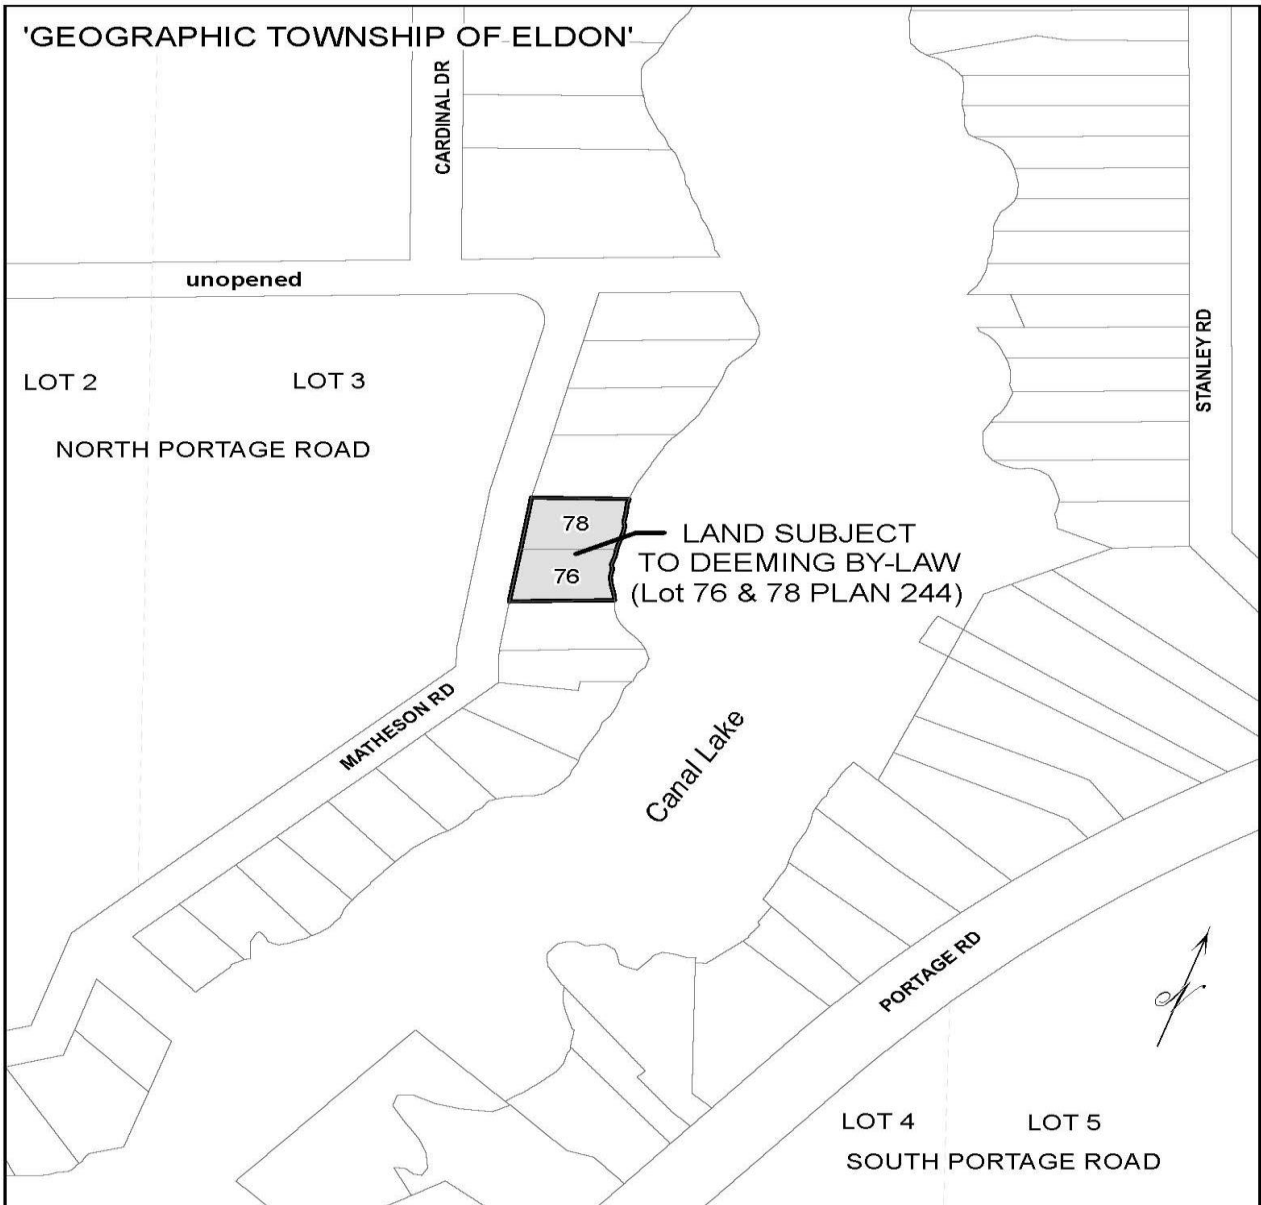 'GEOGRAPHIC TOWNSHIP OF ELDON'
CARDINAL DR
unopened
LOT 2
LOT 3
NORTH PORTAGE ROAD
STANLEY RD
78
76
LAND SUBJECT
TO DEEMING BY-LAW
(Lot 76 & 78 PLAN 244)
MATHESON RD
Canal Lake
PORTAGE RD
N
LOT 4
LOT 5
SOUTH PORTAGE ROAD